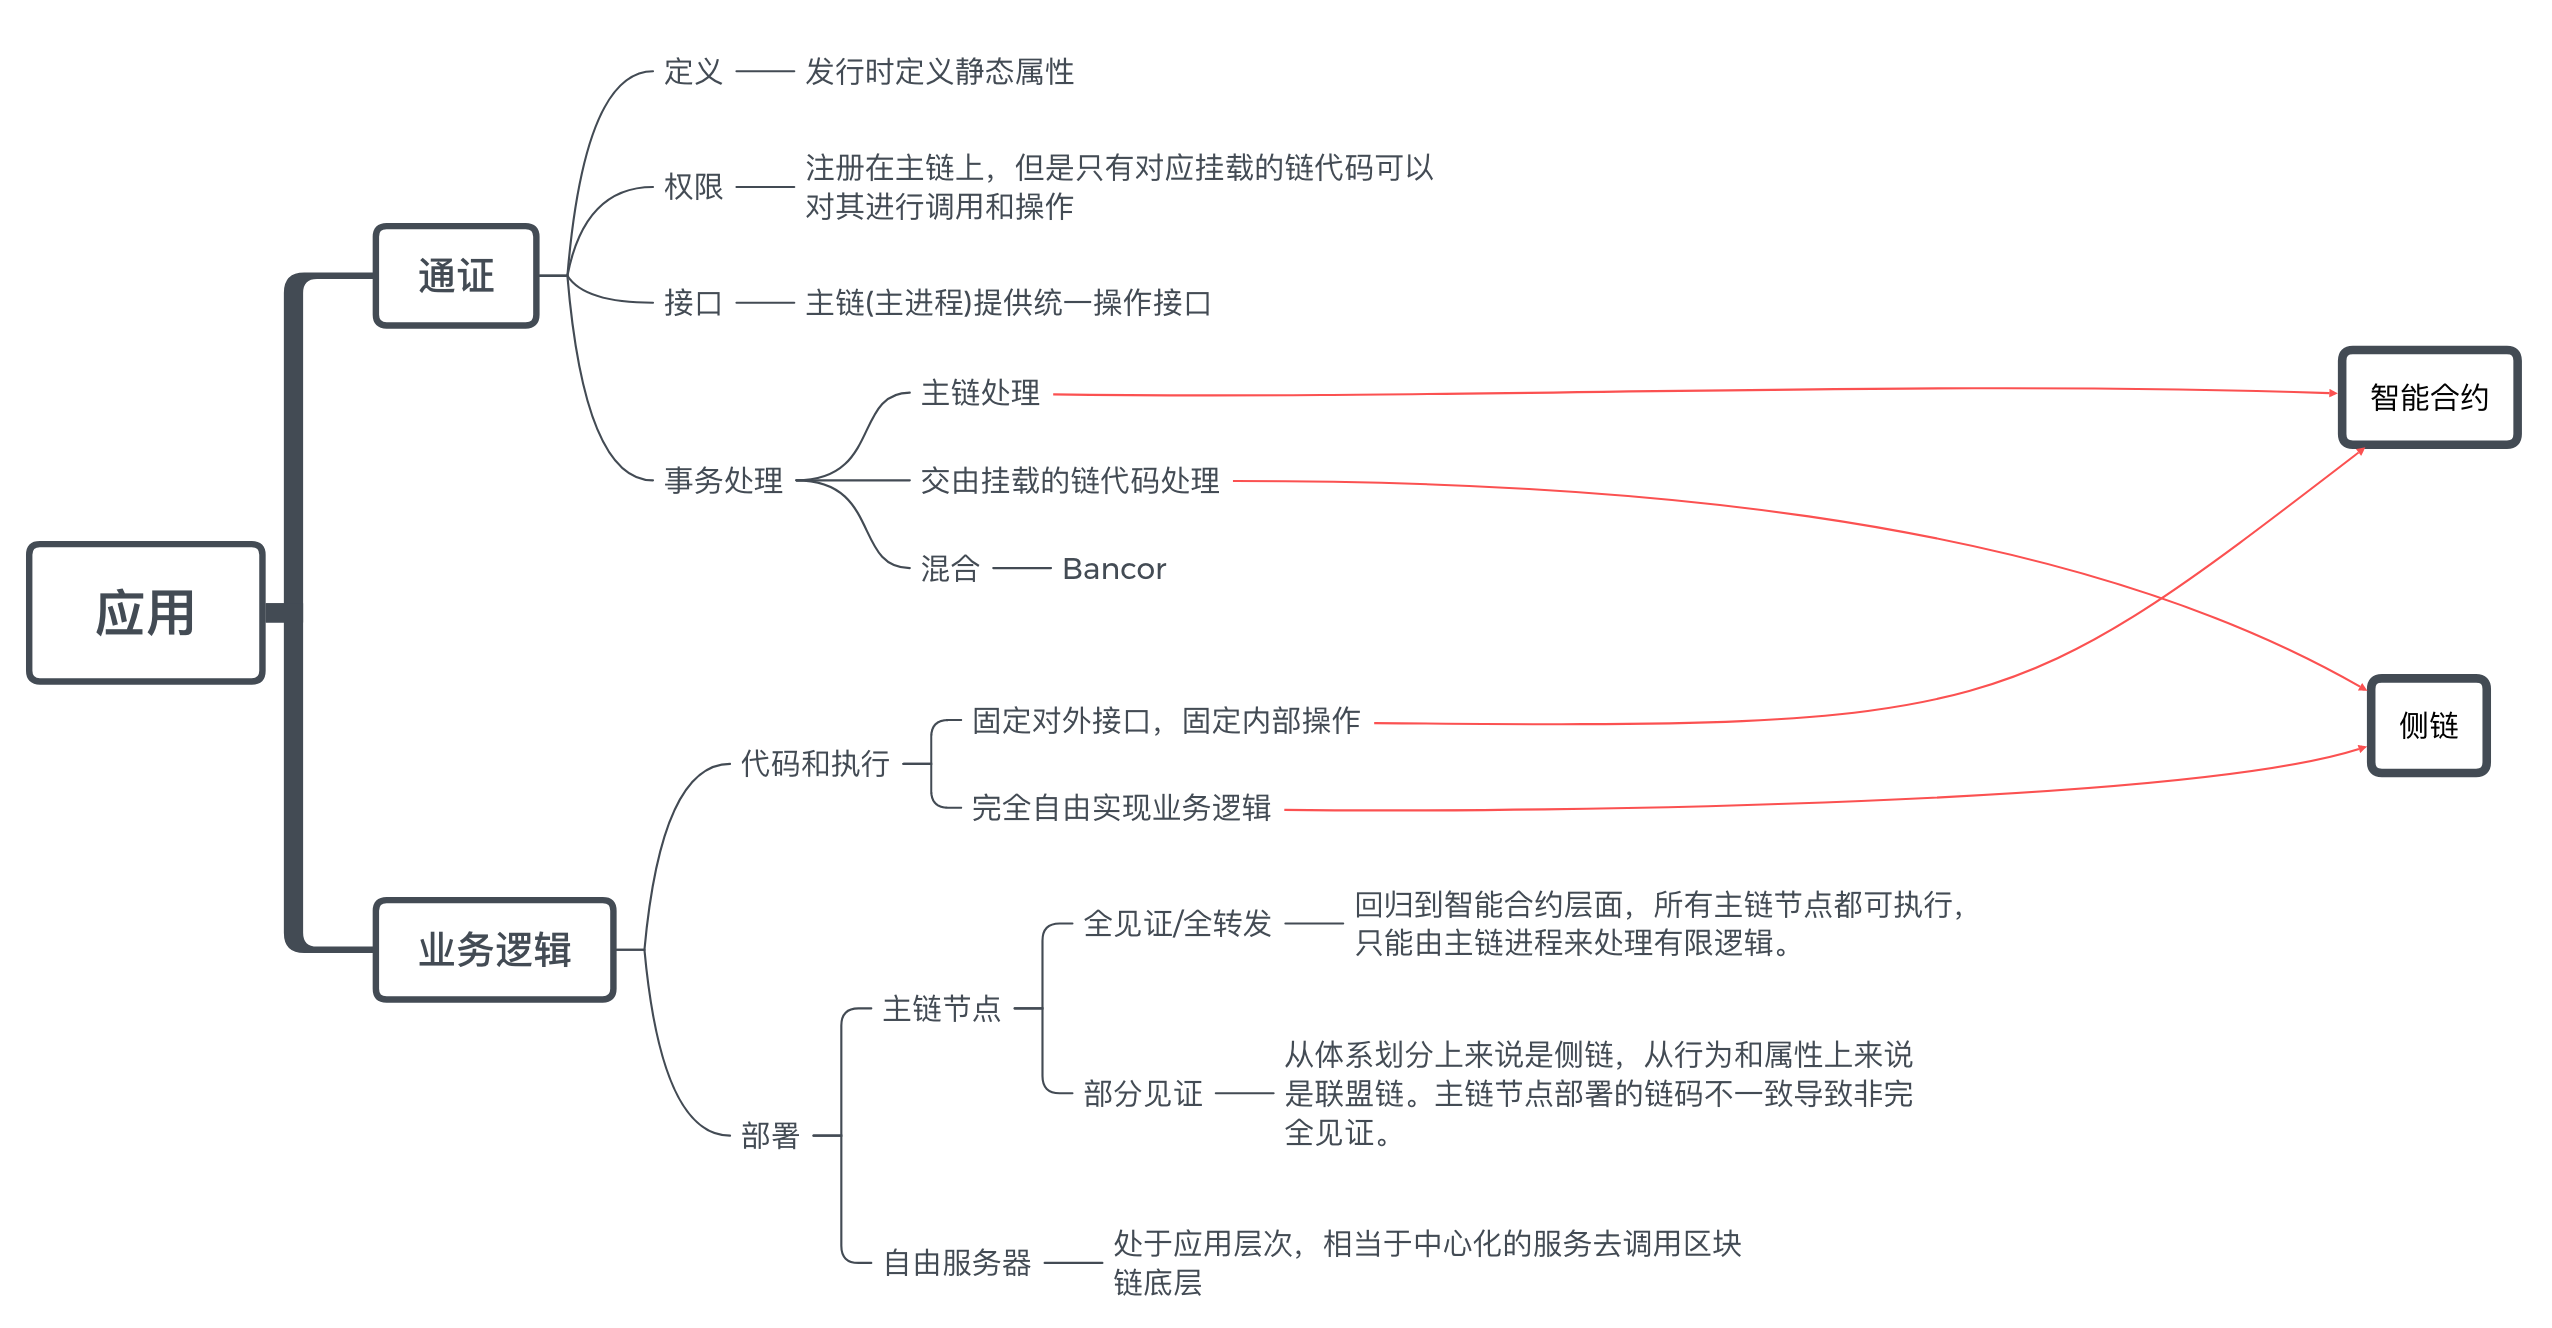 应用
通证
定义
发行时定义静态属性
权限
注册在主链上，但是只有对应挂载的链代码可以
对其进行调用和操作
接口
主链(主进程)提供统一操作接口
事务处理
主链处理
交由挂载的链代码处理
混合
Bancor
业务逻辑
代码和执行
固定对外接口，固定内部操作
完全自由实现业务逻辑
部署
主链节点
全见证/全转发
回归到智能合约层面，所有主链节点都可执行，
只能由主链进程来处理有限逻辑。
部分见证
从体系划分上来说是侧链，从行为和属性上来说
是联盟链。主链节点部署的链码不一致导致非完
全见证。
自由服务器
处于应用层次，相当于中心化的服务去调用区块
链底层
智能合约
侧链